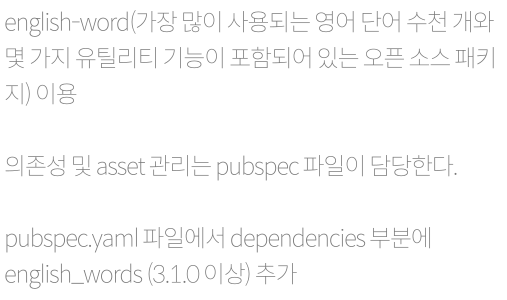 english-word(가장 많이 사용되는 영어 단어 수천 개와
몇 가지 유틸리티 기능이 포함되어 있는 오픈 소스 패키
지) 이용
의존성 및 asset 관리는 pubspec 파일이 담당한다.
pubspec.yaml 파일에서 dependencies 부분에
english_words (3.1.0 이상) 추가